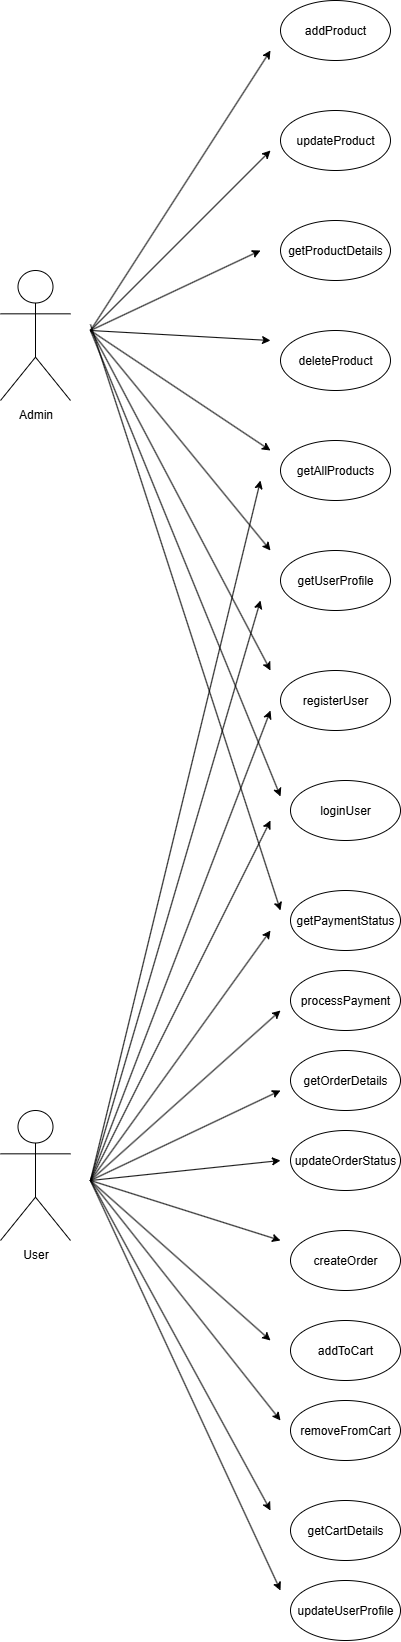 addProduct
updateProduct
getProductDetails
deleteProduct
Admin
getAllProducts
getUserProfile
registerUser
loginUser
getPaymentStatus
processPayment
getOrderDetails
updateOrderStatus
User
createOrder
addToCart
removeFromCart
getCartDetails
updateUserProfile